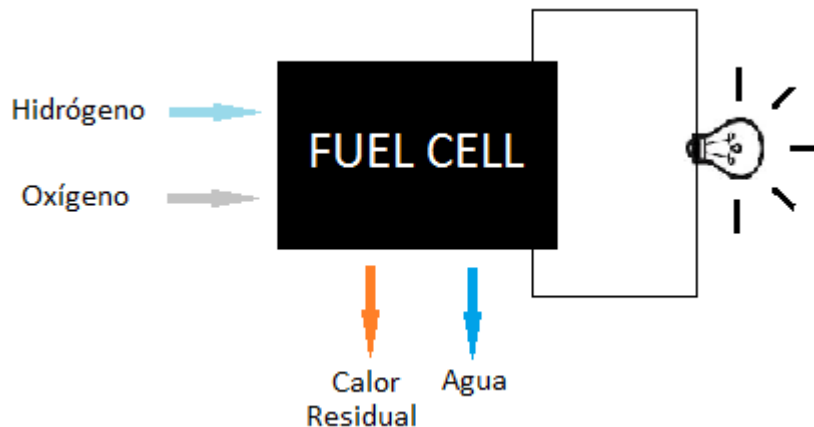 Hidrógeno
FUEL CELL
Oxígeno
Calor
Residual
Agua